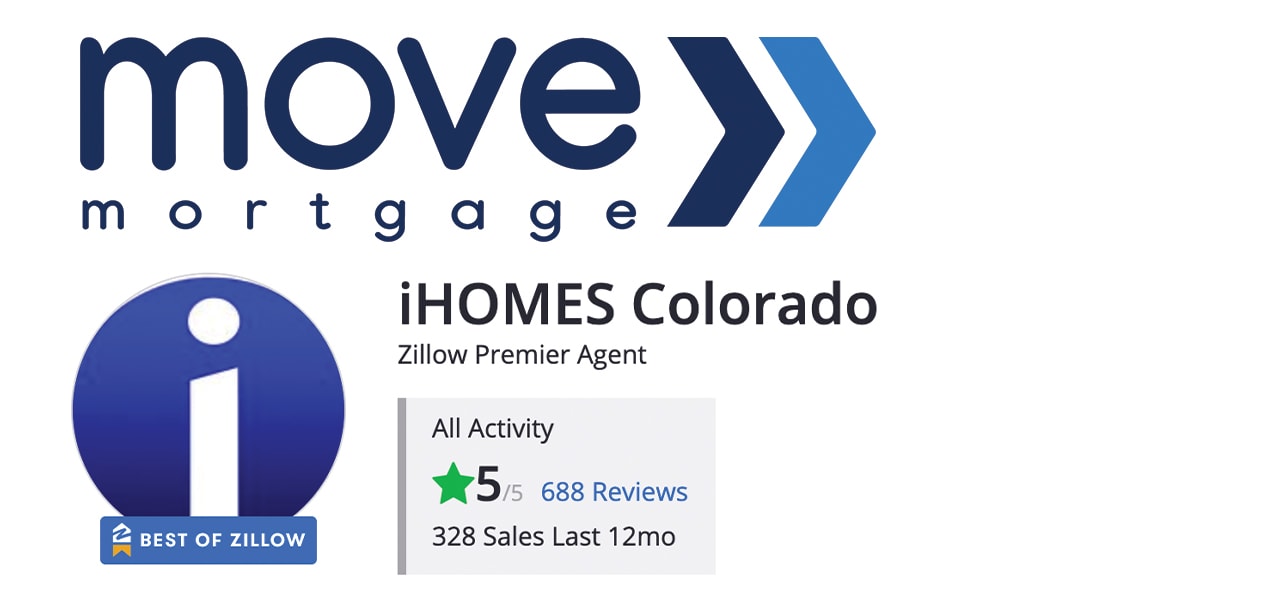 move
mortgage
iHOMES Colorado
Zillow Premier Agent
All Activity
5/5 688 Reviews
328 Sales Last 12mo
i
BEST OF ZILLOW